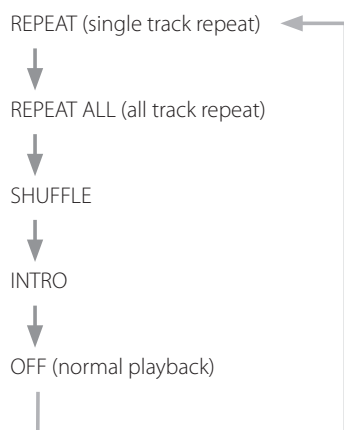 REPEAT (single track repeat)
REPEAT ALL (all track repeat)
SHUFFLE
INTRO
OFF (normal playback)